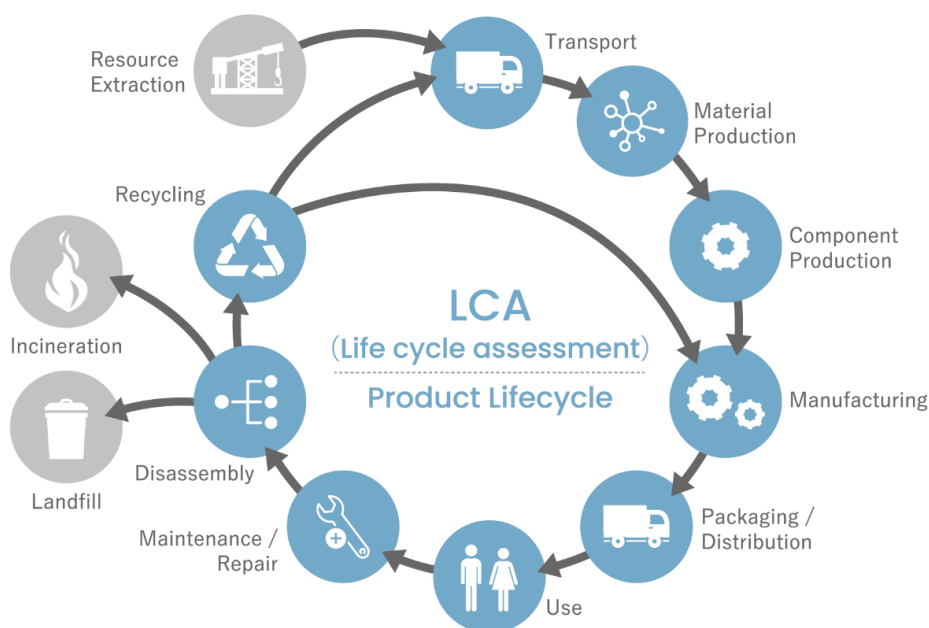 Resource
Extraction
Transport
Material
Production
Recycling
Component
Production
LCA
(Life cycle assessment)
Product Lifecycle
Incineration
Manufacturing
Disassembly
Landfill
Packaging /
Distribution
Maintenance /
Repair
Use